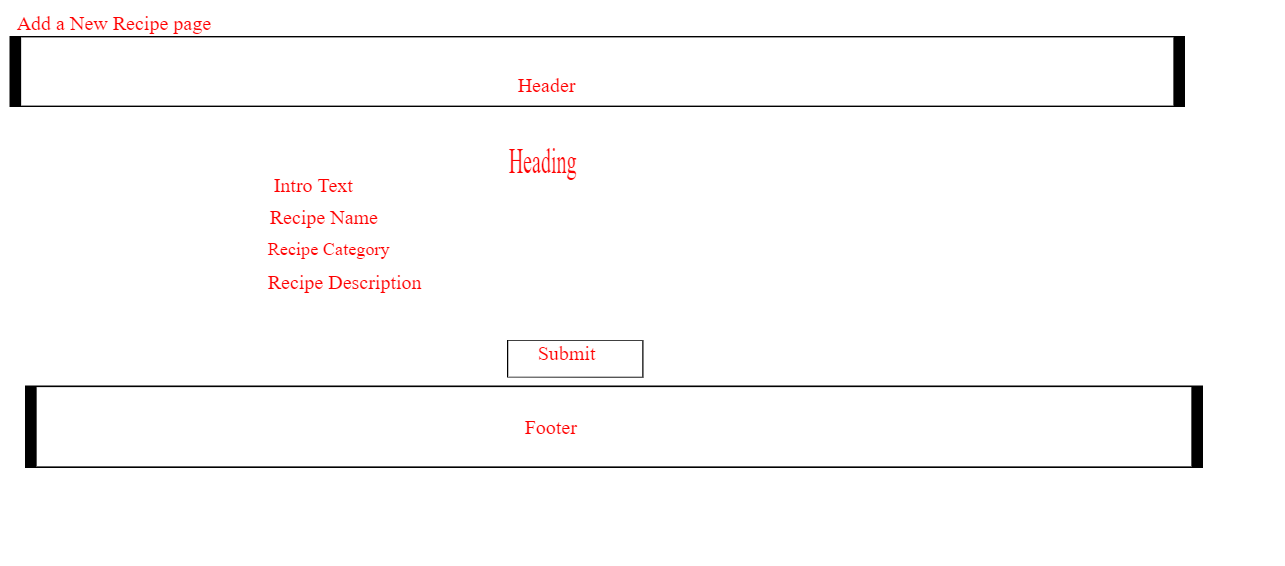 Add a New Recipe page
Header
Heading
Intro Text
Recipe Name
Recipe Category
Recipe Description
Submit
Footer